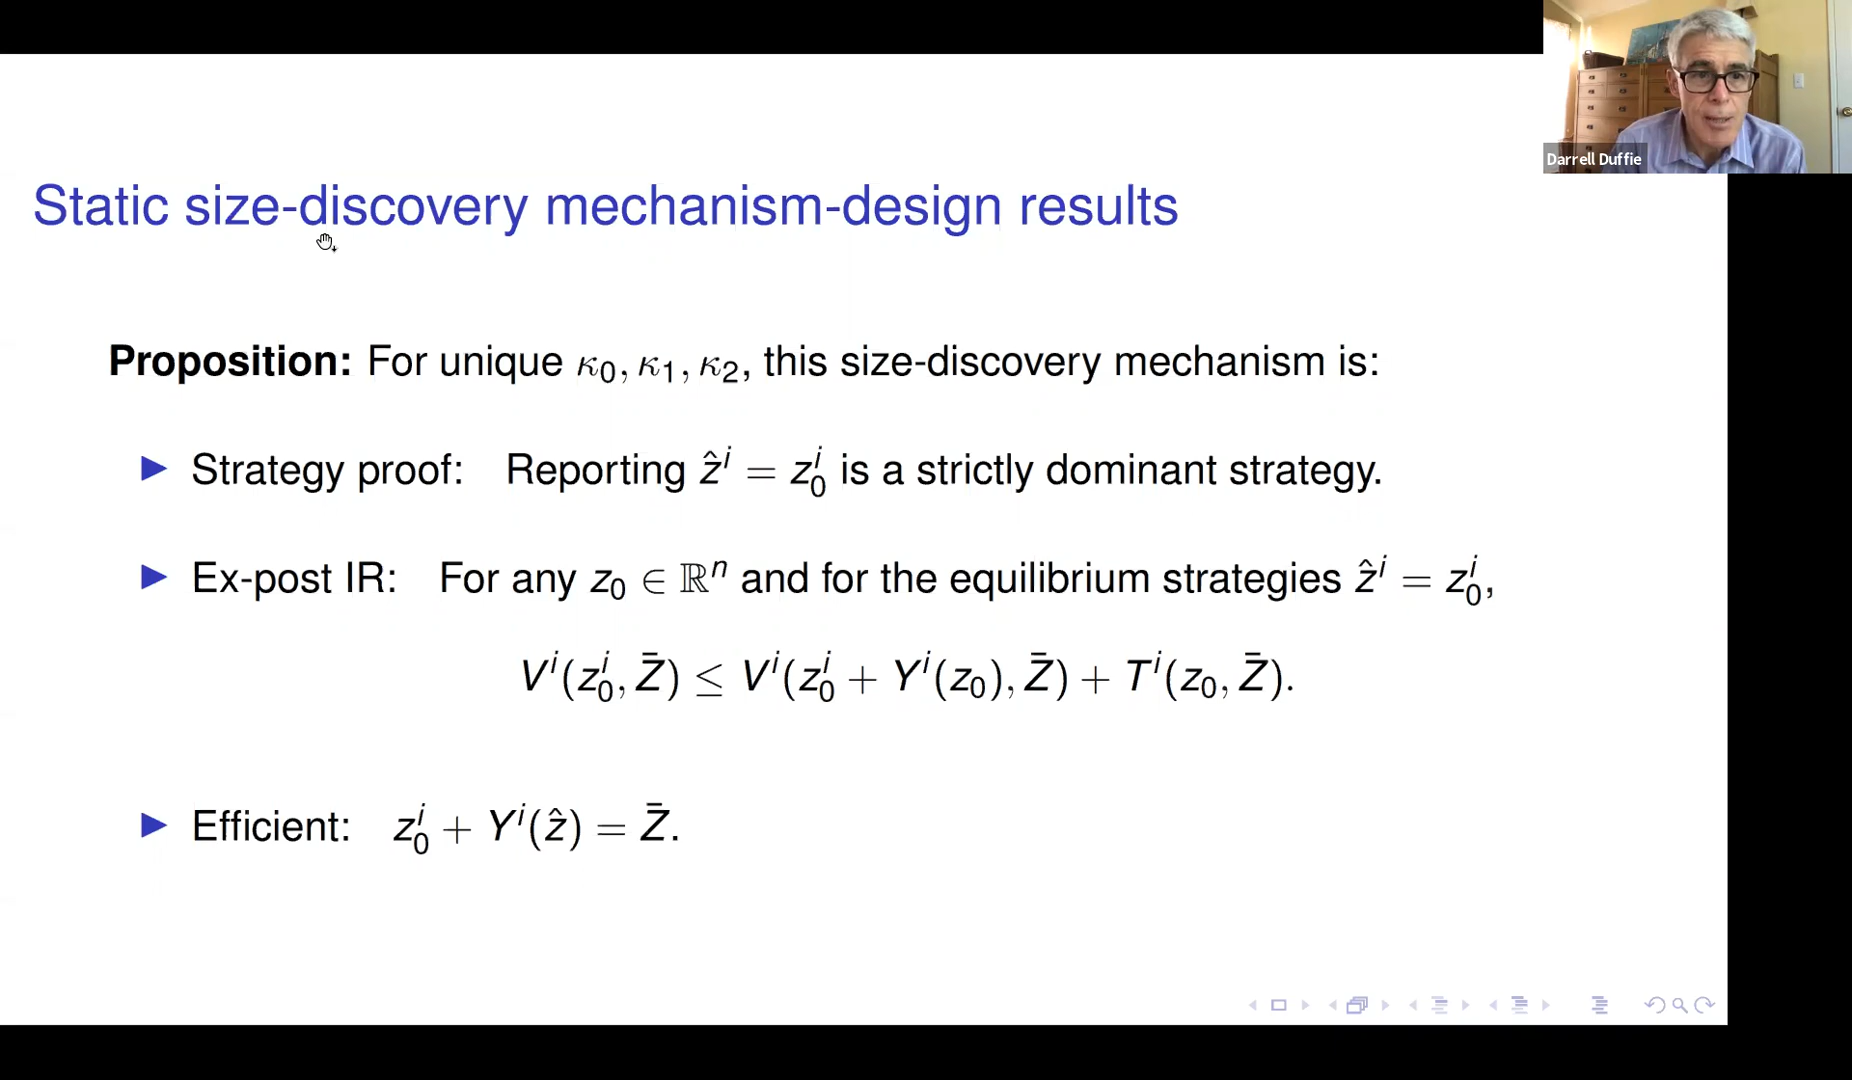 Darrell Duffie
Static size-discovery mechanism-design results
Proposition: For unique κ₀, κ₁, κ₂, this size-discovery mechanism is:
▶ Strategy proof: Reporting ẑⁱ = z₀ⁱ is a strictly dominant strategy.
▶ Ex-post IR: For any z₀ ∈ ℝⁿ and for the equilibrium strategies ẑⁱ = z₀ⁱ,
Vⁱ(z₀ⁱ, Z̄) ≤ Vⁱ(z₀ⁱ + Yⁱ(z₀), Z̄) + Tⁱ(z₀, Z̄).
▶ Efficient: z₀ⁱ + Yⁱ(ẑ) = Z̄.